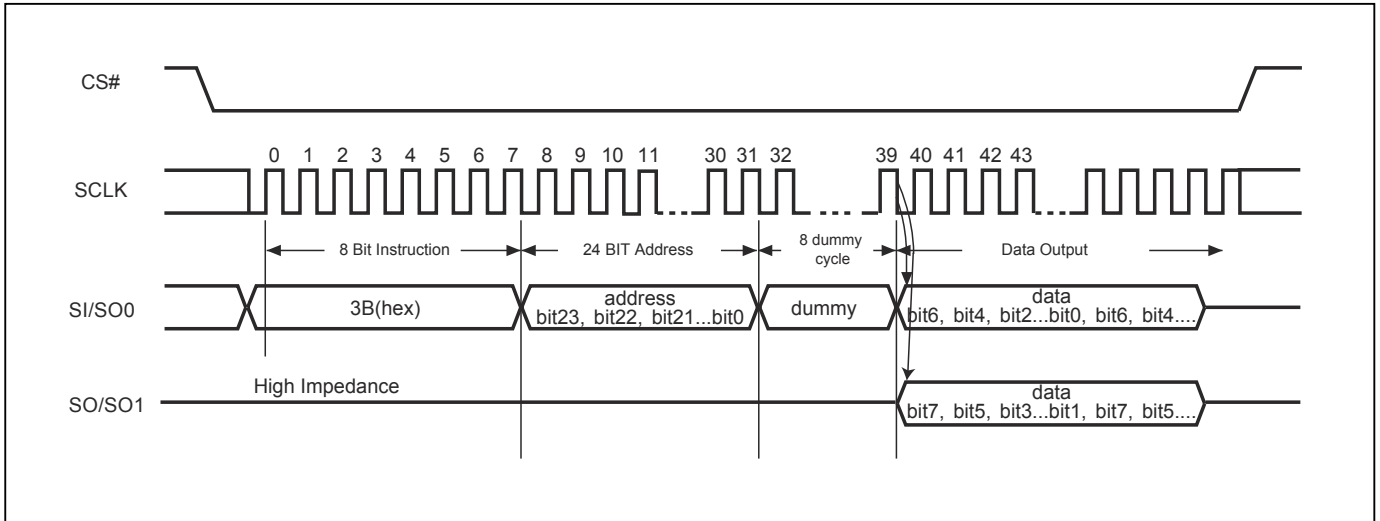 CS#
0 1 2 3 4 5 6 7 8 9 10 11 30 31 32 39 40 41 42 43
SCLK
8 Bit Instruction
24 BIT Address
8 dummy
cycle
Data Output
SI/SO0
3B(hex)
address
bit23, bit22, bit21...bit0
dummy
data
bit6, bit4, bit2...bit0, bit6, bit4....
High Impedance
SO/SO1
data
bit7, bit5, bit3...bit1, bit7, bit5....